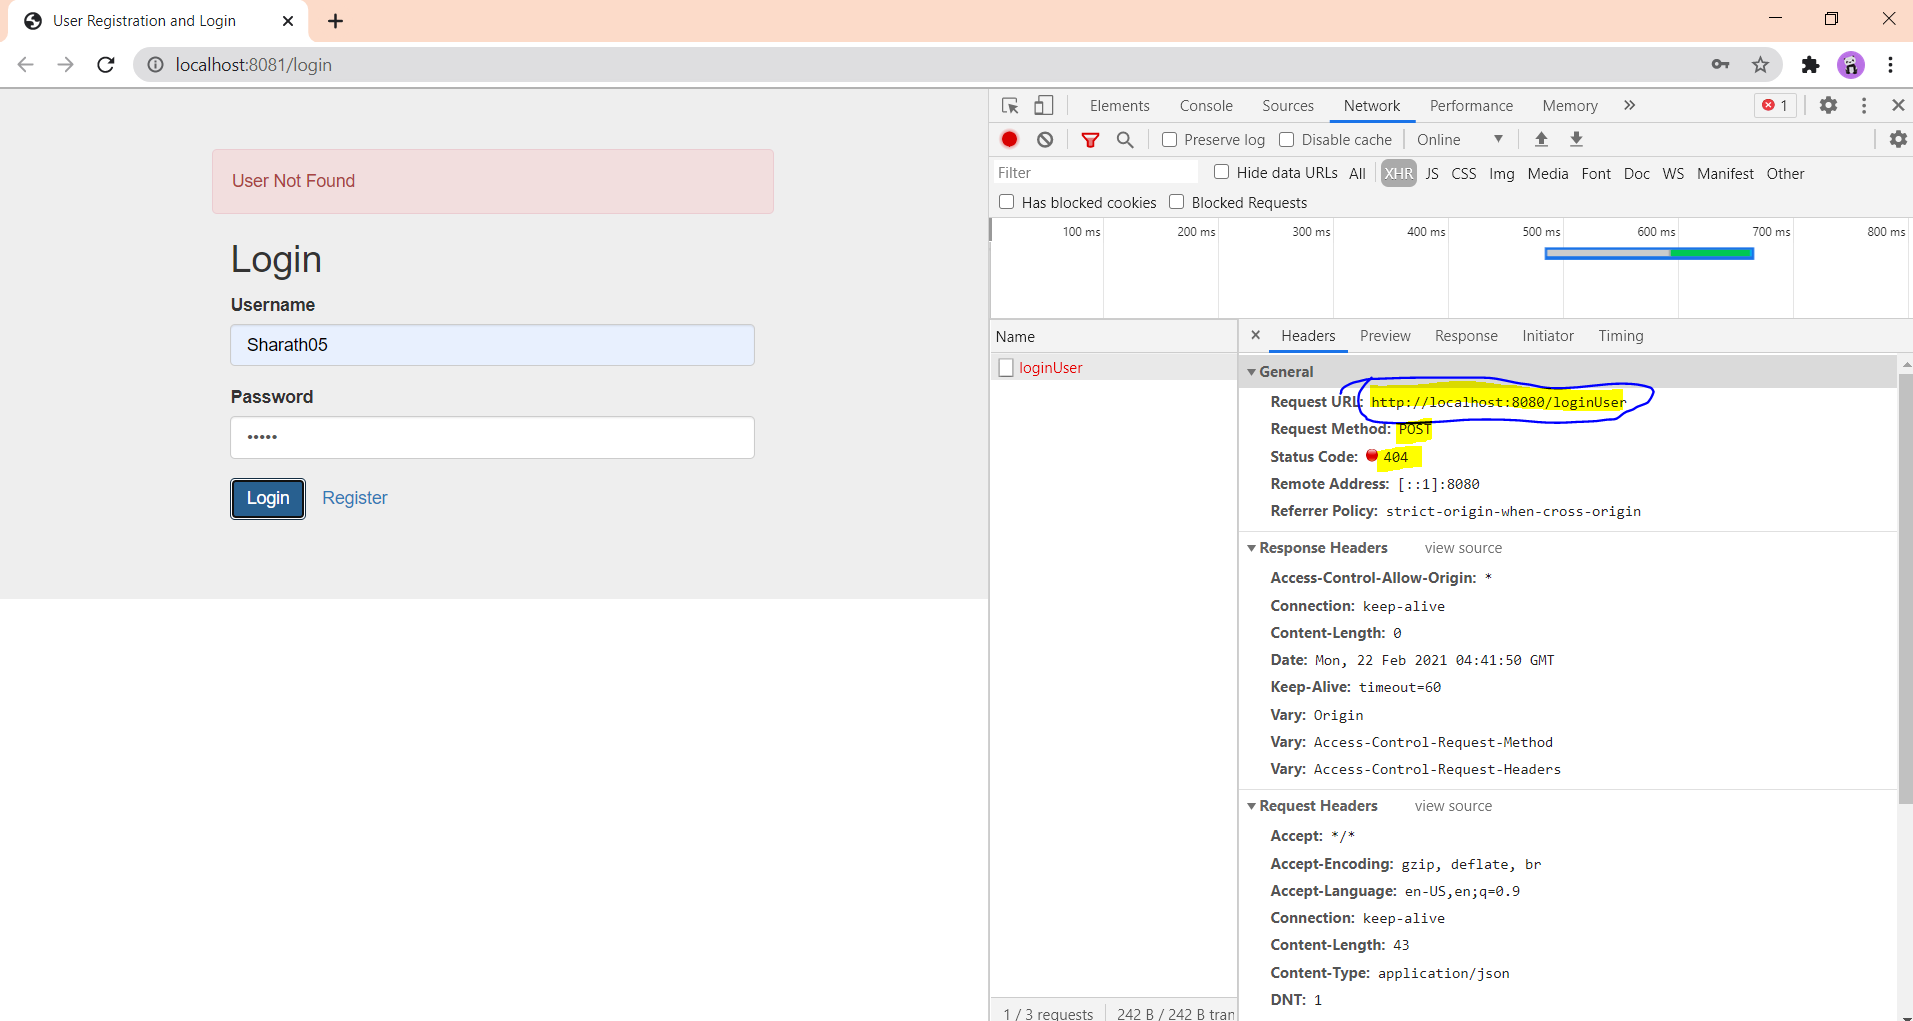 User Registration and Login
localhost:8081/login
User Not Found
Login
Username
Sharath05
Password
•••••
Login Register
Elements Console Sources Network Performance Memory » 1
Preserve log Disable cache Online
Filter Hide data URLs All XHR JS CSS Img Media Font Doc WS Manifest Other
Has blocked cookies Blocked Requests
100 ms 200 ms 300 ms 400 ms 500 ms 600 ms 700 ms 800 ms
Name
loginUser
1 / 3 requests 242 B / 242 B tran
Headers Preview Response Initiator Timing
General
Request URL: http://localhost:8080/loginUser
Request Method: POST
Status Code: 404
Remote Address: [::1]:8080
Referrer Policy: strict-origin-when-cross-origin
Response Headers view source
Access-Control-Allow-Origin: *
Connection: keep-alive
Content-Length: 0
Date: Mon, 22 Feb 2021 04:41:50 GMT
Keep-Alive: timeout=60
Vary: Origin
Vary: Access-Control-Request-Method
Vary: Access-Control-Request-Headers
Request Headers view source
Accept: */*
Accept-Encoding: gzip, deflate, br
Accept-Language: en-US,en;q=0.9
Connection: keep-alive
Content-Length: 43
Content-Type: application/json
DNT: 1